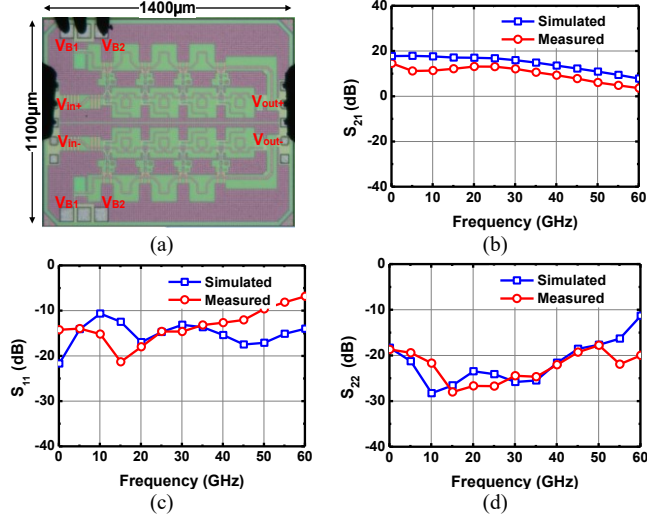 1400µm
1100µm
VB1 VB2
Vin+ Vout+
Vin- Vout-
VB1 VB2
(a)
40
20
0
-20
-40
S21 (dB)
Simulated
Measured
0 10 20 30 40 50 60
Frequency (GHz)
(b)
0
-10
-20
-30
-40
S11 (dB)
Simulated
Measured
0 10 20 30 40 50 60
Frequency (GHz)
(c)
0
-10
-20
-30
-40
S22 (dB)
Simulated
Measured
0 10 20 30 40 50 60
Frequency (GHz)
(d)